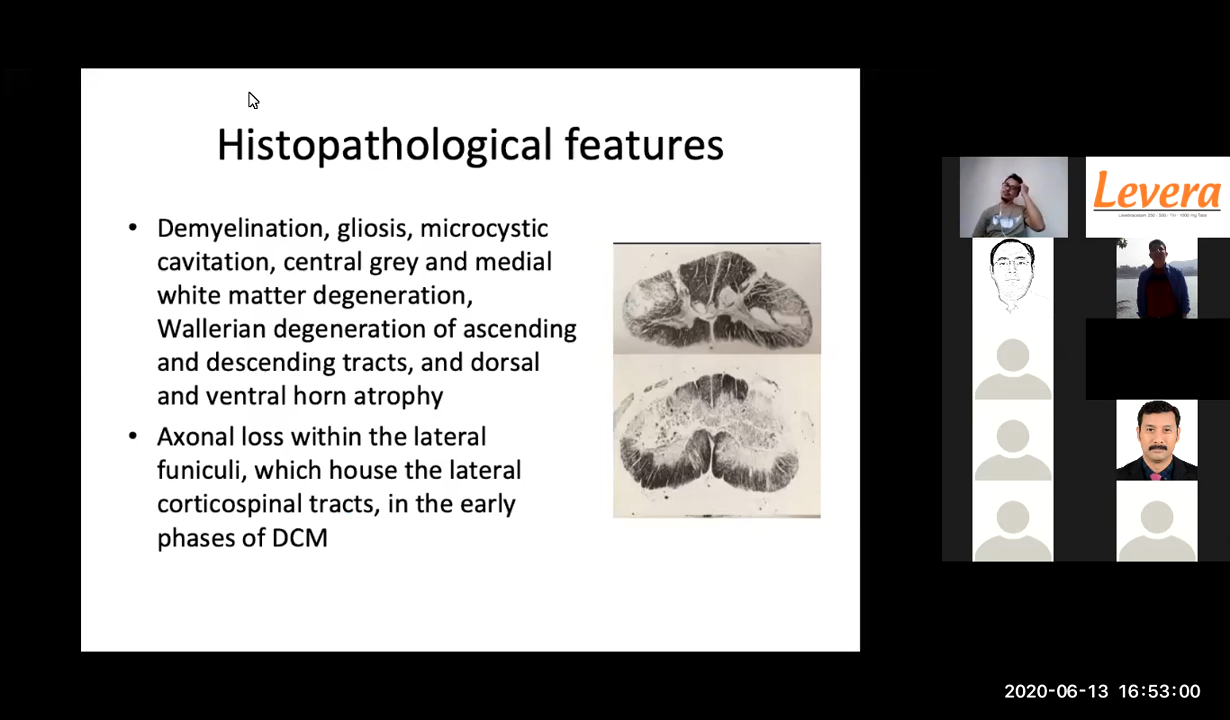 Histopathological features
• Demyelination, gliosis, microcystic
cavitation, central grey and medial
white matter degeneration,
Wallerian degeneration of ascending
and descending tracts, and dorsal
and ventral horn atrophy
• Axonal loss within the lateral
funiculi, which house the lateral
corticospinal tracts, in the early
phases of DCM
Levera
2020-06-13 16:53:00